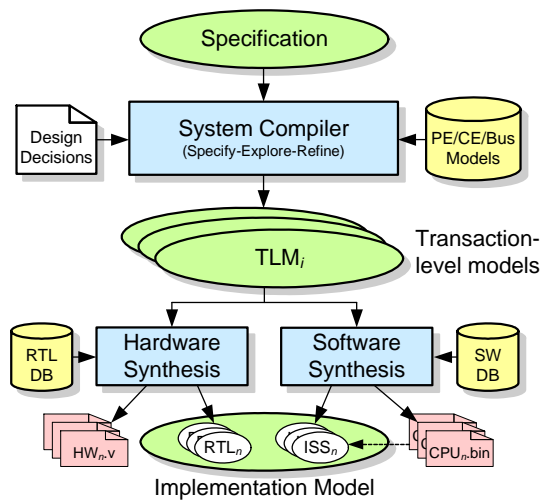 Specification
Design
Decisions
System Compiler
(Specify-Explore-Refine)
PE/CE/Bus
Models
TLMi
Transaction-
level models
RTL
DB
Hardware
Synthesis
Software
Synthesis
SW
DB
HWn.v
RTLn
ISSn
CPUn.bin
Implementation Model